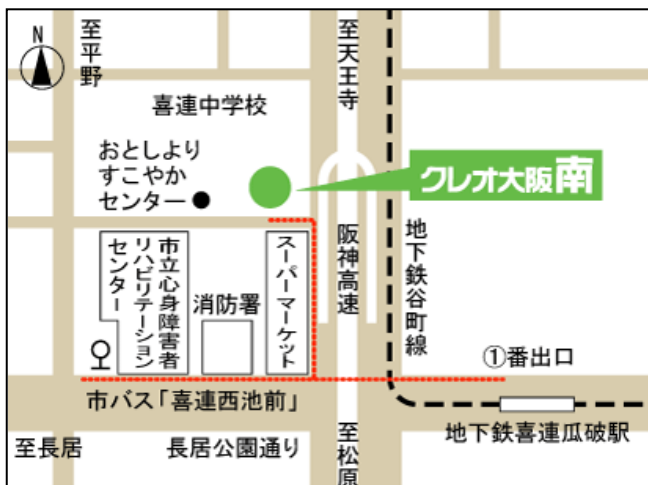 N
至平野
至天王寺
喜連中学校
おとしより
すこやか
センター
クレオ大阪南
市立心身障害者
リハビリテーション
センター
消防署
スーパーマーケット
阪神高速
地下鉄谷町線
①番出口
市バス「喜連西池前」
地下鉄喜連瓜破駅
至長居
長居公園通り
至松原